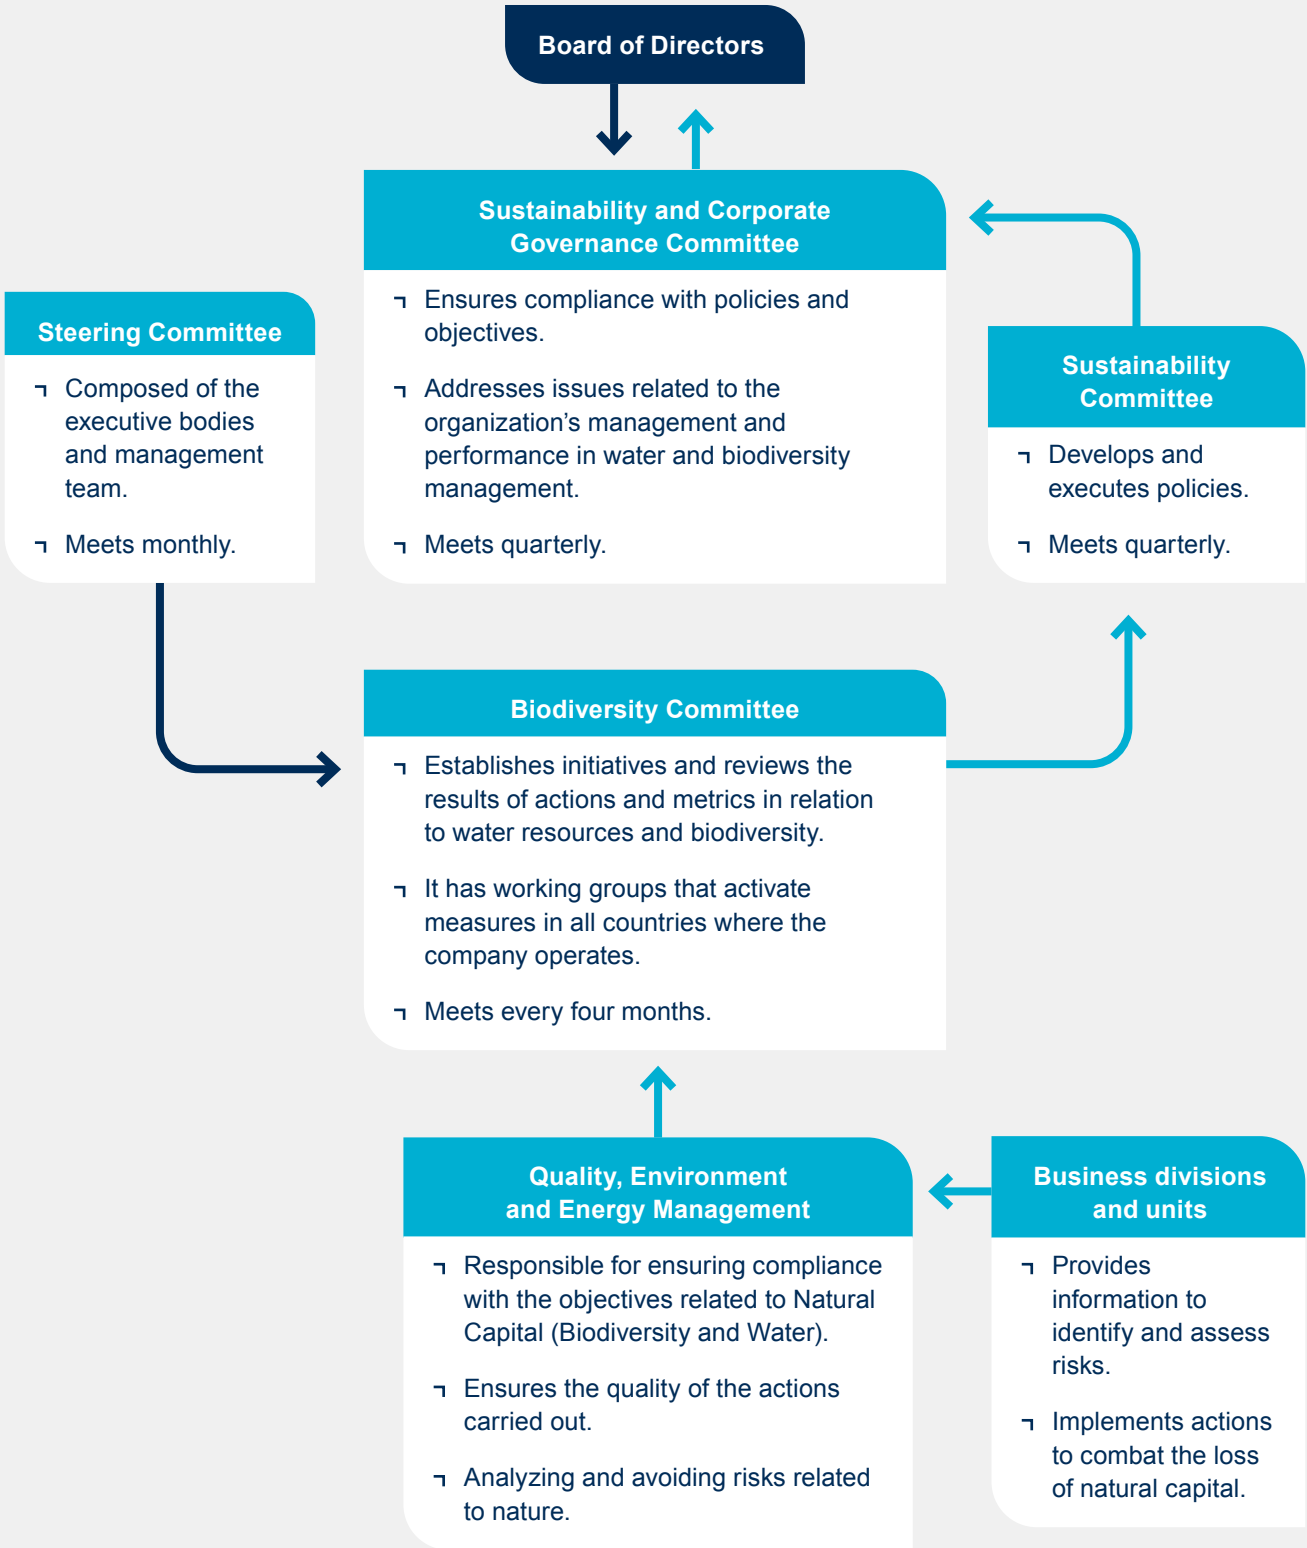 Board of Directors
Sustainability and Corporate
Governance Committee
Ensures compliance with policies and
objectives.
Addresses issues related to the
organization’s management and
performance in water and biodiversity
management.
Meets quarterly.
Steering Committee
Composed of the
executive bodies
and management
team.
Meets monthly.
Sustainability
Committee
Develops and
executes policies.
Meets quarterly.
Biodiversity Committee
Establishes initiatives and reviews the
results of actions and metrics in relation
to water resources and biodiversity.
It has working groups that activate
measures in all countries where the
company operates.
Meets every four months.
Quality, Environment
and Energy Management
Responsible for ensuring compliance
with the objectives related to Natural
Capital (Biodiversity and Water).
Ensures the quality of the actions
carried out.
Analyzing and avoiding risks related
to nature.
Business divisions
and units
Provides
information to
identify and assess
risks.
Implements actions
to combat the loss
of natural capital.